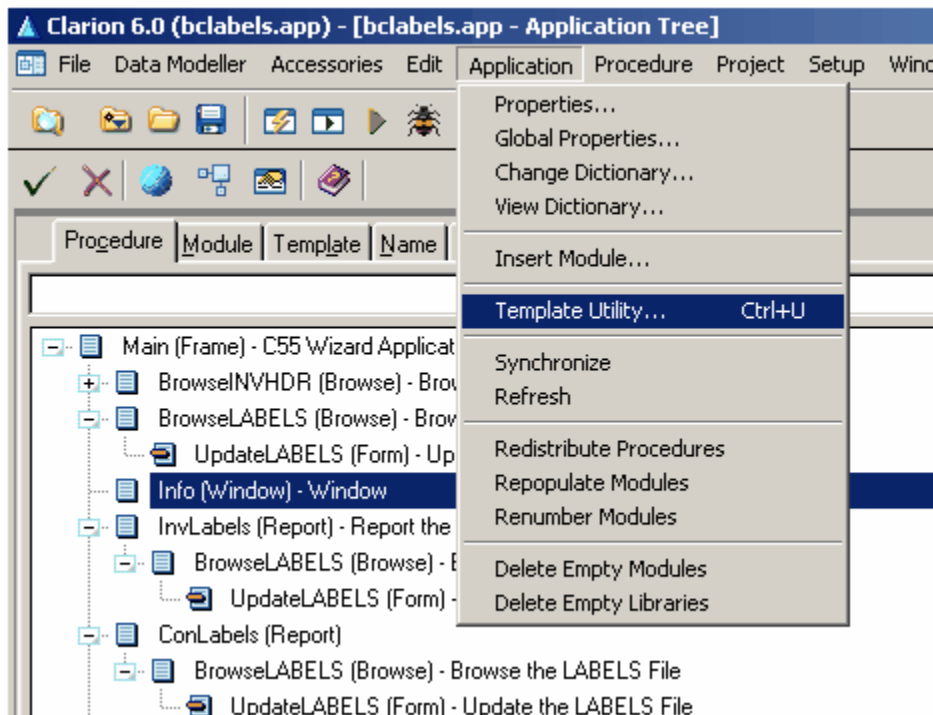 Clarion 6.0 (bclabels.app) - [bclabels.app - Application Tree]
File Data Modeller Accessories Edit Application Procedure Project Setup Wind
Properties...
Global Properties...
Change Dictionary...
View Dictionary...
Insert Module...
Template Utility... Ctrl+U
Synchronize
Refresh
Redistribute Procedures
Repopulate Modules
Renumber Modules
Delete Empty Modules
Delete Empty Libraries
Procedure Module Template Name
Main (Frame) - C55 Wizard Applicat
BrowseINVHDR (Browse) - Brow
BrowseLABELS (Browse) - Brow
UpdateLABELS (Form) - Up
Info (Window) - Window
InvLabels (Report) - Report the
BrowseLABELS (Browse) - B
UpdateLABELS (Form) -
ConLabels (Report)
BrowseLABELS (Browse) - Browse the LABELS File
UpdateLABELS (Form) - Update the LABELS File